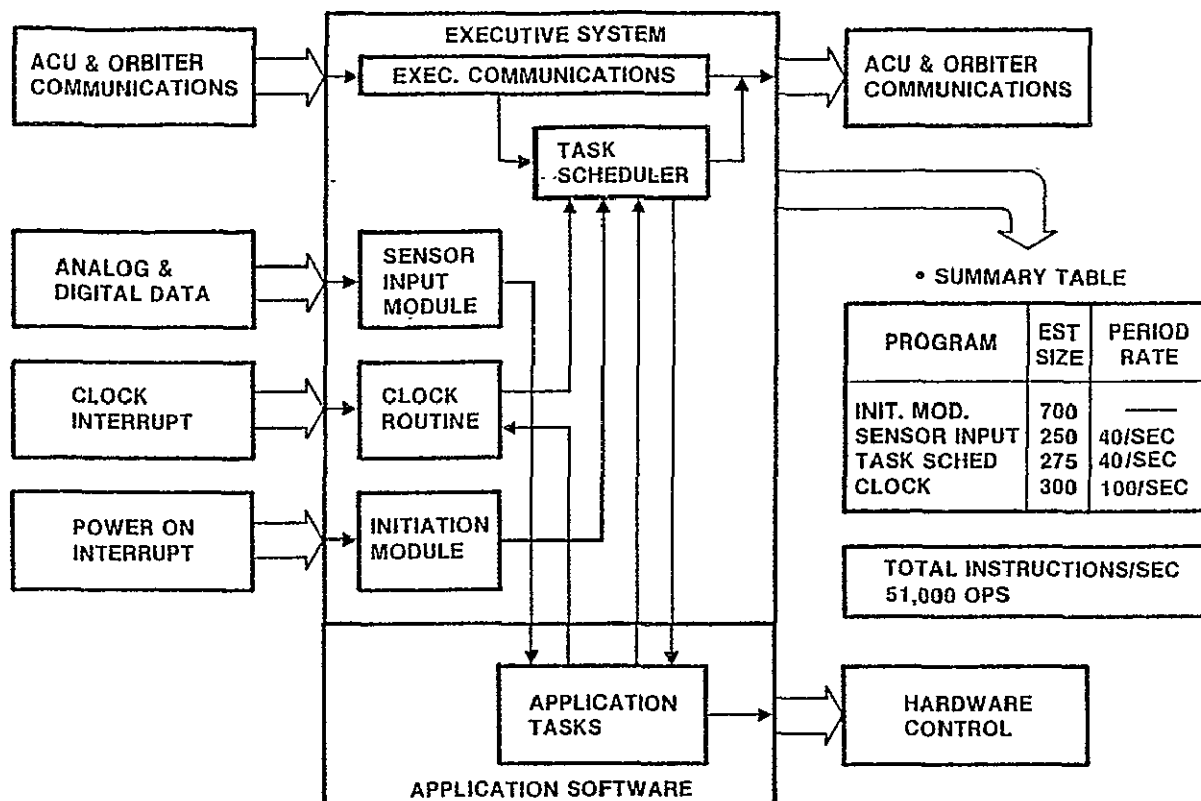 EXECUTIVE SYSTEM
ACU & ORBITER
COMMUNICATIONS
EXEC. COMMUNICATIONS
ACU & ORBITER
COMMUNICATIONS
TASK
SCHEDULER
ANALOG &
DIGITAL DATA
SENSOR
INPUT
MODULE
• SUMMARY TABLE
PROGRAM EST SIZE PERIOD RATE
INIT. MOD. 700 —
SENSOR INPUT 250 40/SEC
TASK SCHED 275 40/SEC
CLOCK 300 100/SEC
CLOCK
INTERRUPT
CLOCK
ROUTINE
POWER ON
INTERRUPT
INITIATION
MODULE
TOTAL INSTRUCTIONS/SEC
51,000 OPS
APPLICATION
TASKS
HARDWARE
CONTROL
APPLICATION SOFTWARE